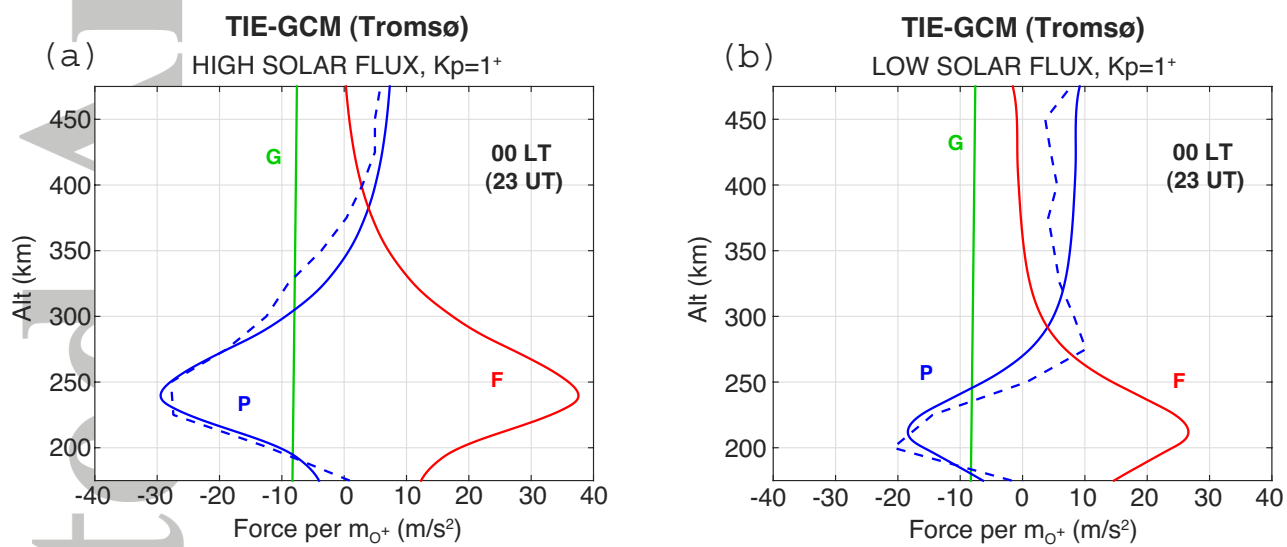 TIE-GCM (Tromsø)
(a)
HIGH SOLAR FLUX, Kp=1⁺
450
400
350
300
250
200
Alt (km)
G
00 LT
(23 UT)
F
P
-40 -30 -20 -10 0 10 20 30 40
Force per m_O⁺ (m/s²)
TIE-GCM (Tromsø)
(b)
LOW SOLAR FLUX, Kp=1⁺
450
400
350
300
250
200
Alt (km)
G
00 LT
(23 UT)
P
F
-40 -30 -20 -10 0 10 20 30 40
Force per m_O⁺ (m/s²)